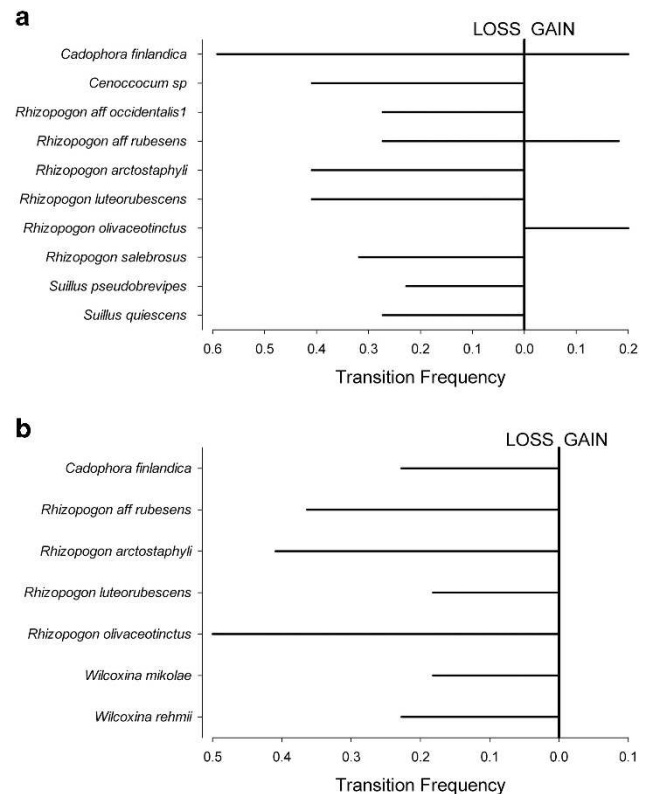 a
LOSS GAIN
Cadophora finlandica
Cenoccocum sp
Rhizopogon aff occidentalis1
Rhizopogon aff rubesens
Rhizopogon arctostaphyli
Rhizopogon luteorubescens
Rhizopogon olivaceotinctus
Rhizopogon salebrosus
Suillus pseudobrevipes
Suillus quiescens
0.6 0.5 0.4 0.3 0.2 0.1 0.0 0.1 0.2
Transition Frequency
b
LOSS GAIN
Cadophora finlandica
Rhizopogon aff rubesens
Rhizopogon arctostaphyli
Rhizopogon luteorubescens
Rhizopogon olivaceotinctus
Wilcoxina mikolae
Wilcoxina rehmii
0.5 0.4 0.3 0.2 0.1 0.0 0.1
Transition Frequency